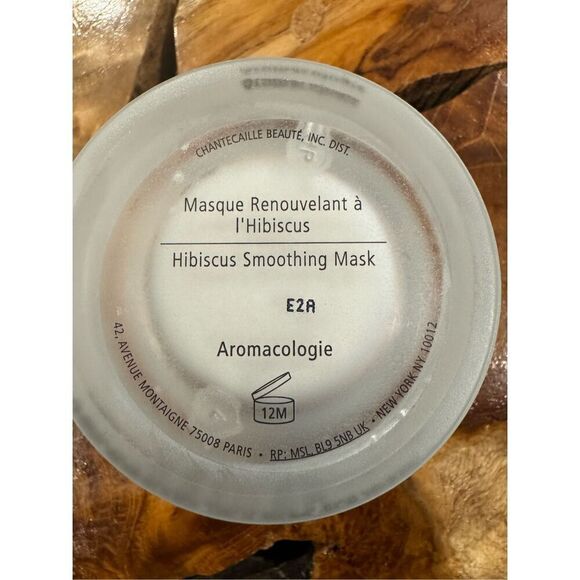 CHANTECAILLE BEAUTÉ, INC. DIST.
Masque Renouvelant à
l'Hibiscus
Hibiscus Smoothing Mask
E2A
Aromacologie
12M
42, AVENUE MONTAIGNE 75008 PARIS • RP: MSL, BL9 5NB UK • NEW YORK NY 10012